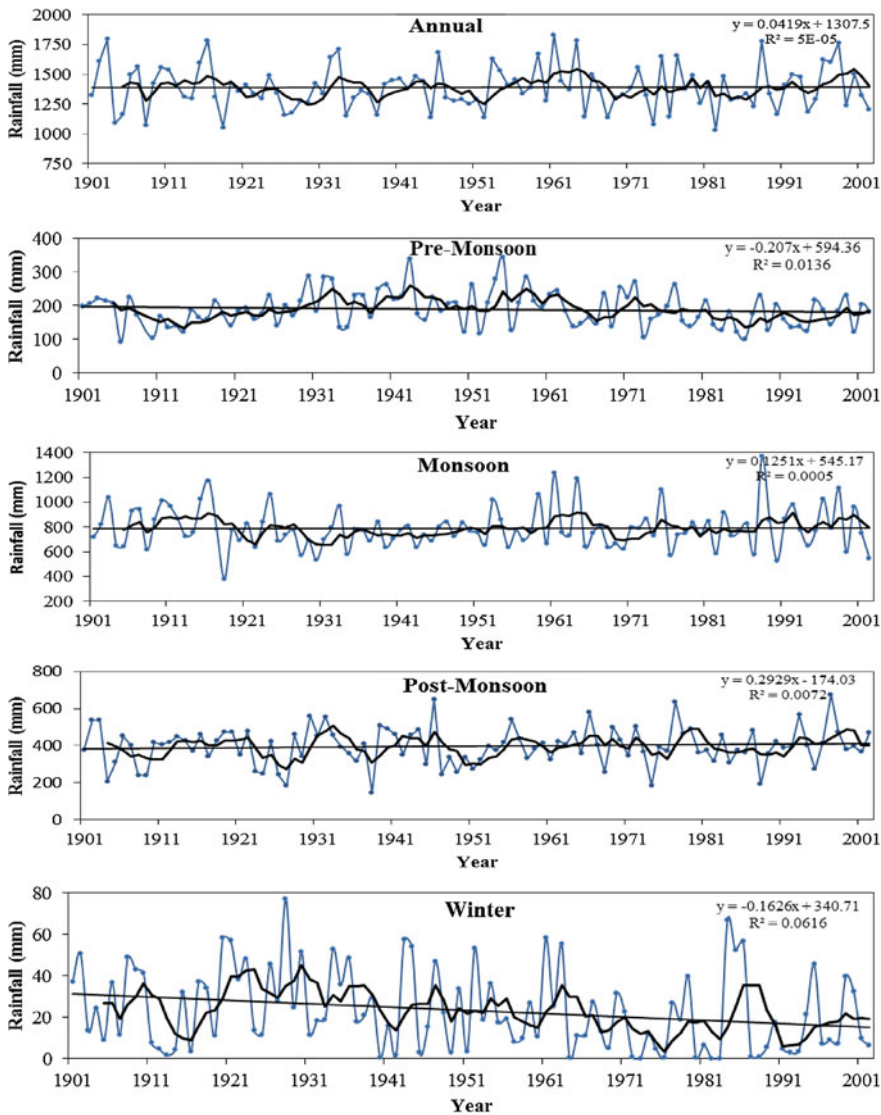 Annual
y = 0.0419x + 1307.5
R² = 5E-05
Rainfall (mm)
2000
1750
1500
1250
1000
750
1901 1911 1921 1931 1941 1951 1961 1971 1981 1991 2001
Year
Pre-Monsoon
y = -0.207x + 594.36
R² = 0.0136
Rainfall (mm)
400
300
200
100
0
1901 1911 1921 1931 1941 1951 1961 1971 1981 1991 2001
Year
Monsoon
y = 0.1251x + 545.17
R² = 0.0005
Rainfall (mm)
1400
1200
1000
800
600
400
200
1901 1911 1921 1931 1941 1951 1961 1971 1981 1991 2001
Year
Post-Monsoon
y = 0.2929x - 174.03
R² = 0.0072
Rainfall (mm)
800
600
400
200
0
1901 1911 1921 1931 1941 1951 1961 1971 1981 1991 2001
Year
Winter
y = -0.1626x + 340.71
R² = 0.0616
Rainfall (mm)
80
60
40
20
0
1901 1911 1921 1931 1941 1951 1961 1971 1981 1991 2001
Year